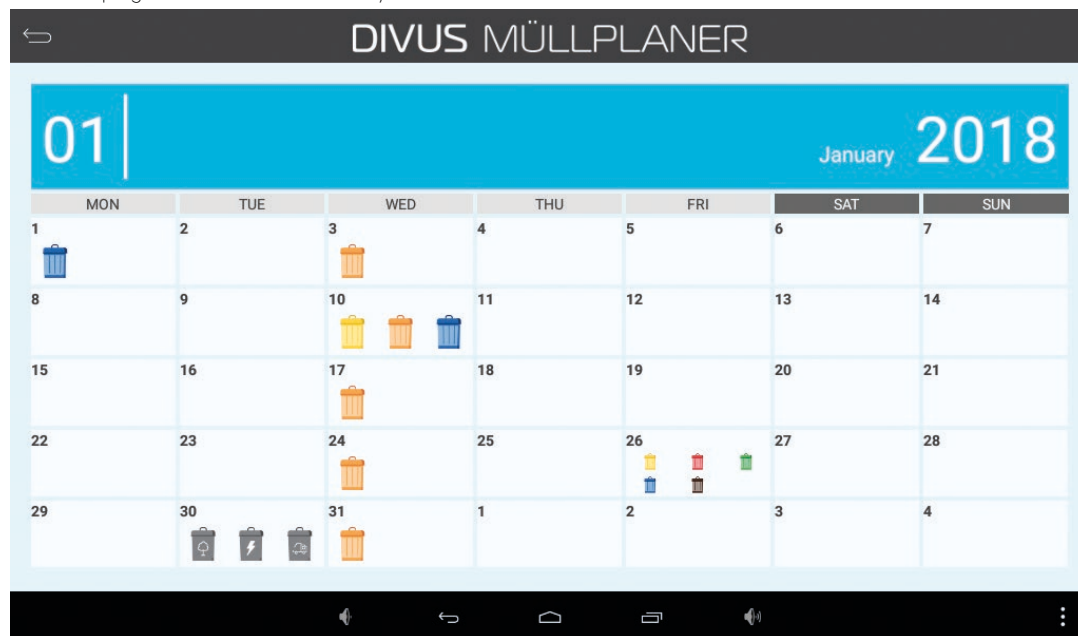 DIVUS MÜLLPLANER
01 January 2018
MON TUE WED THU FRI SAT SUN
1 2 3 4 5 6 7
8 9 10 11 12 13 14
15 16 17 18 19 20 21
22 23 24 25 26 27 28
29 30 31 1 2 3 4